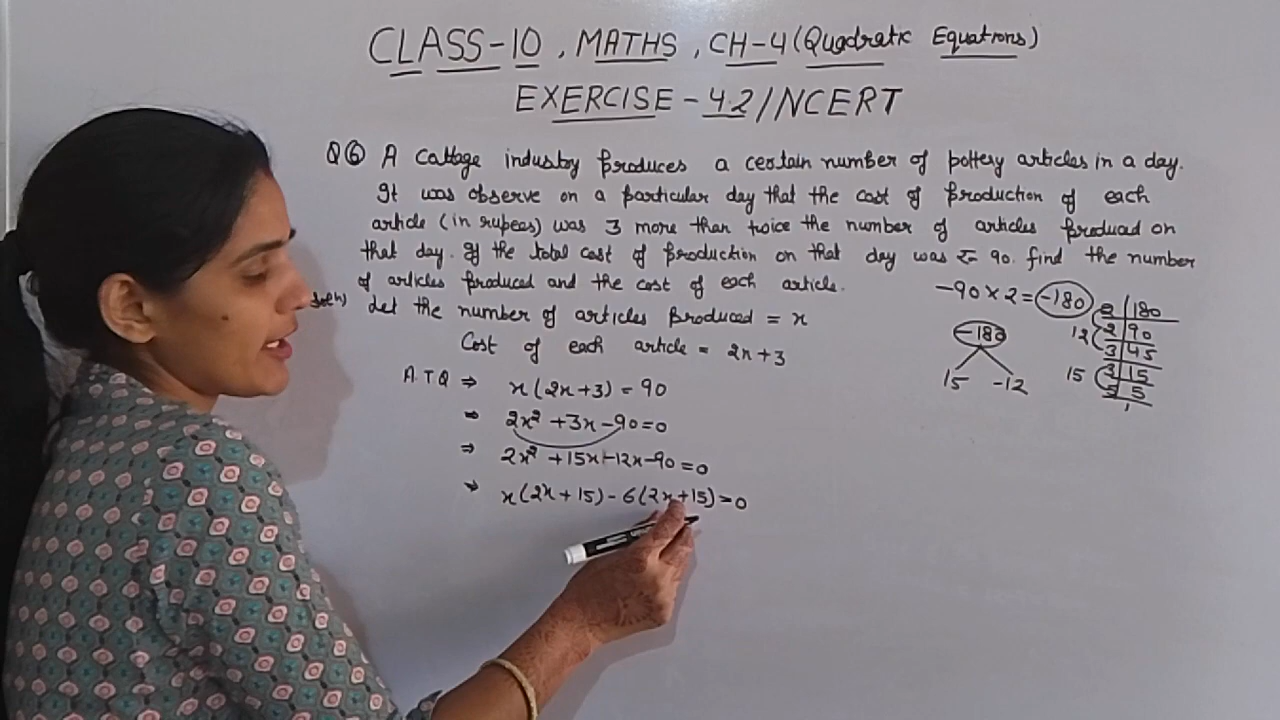 CLASS-10, MATHS, CH-4 (Quadratic Equations)
EXERCISE-4.2/NCERT
Q⑥ A Cottage industry produces a certain number of pottery articles in a day.
It was observe on a particular day that the cost of production of each
article (in rupees) was 3 more than twice the number of articles produced on
that day. If the total cost of production on that day was ₹ 90. find the number
of articles produced and the cost of each article.
Soln) Let the number of articles produced = x
Cost of each article = 2x+3
A.T.Q ⇒ x(2x+3) = 90
⇒ 2x² +3x-90=0
⇒ 2x² +15x-12x-90=0
⇒ x(2x+15)-6(2x+15)=0
-90×2=-180
-180
15 -12
2 | 180
12 2 | 90
3 | 45
15 3 | 15
5 | 5
1